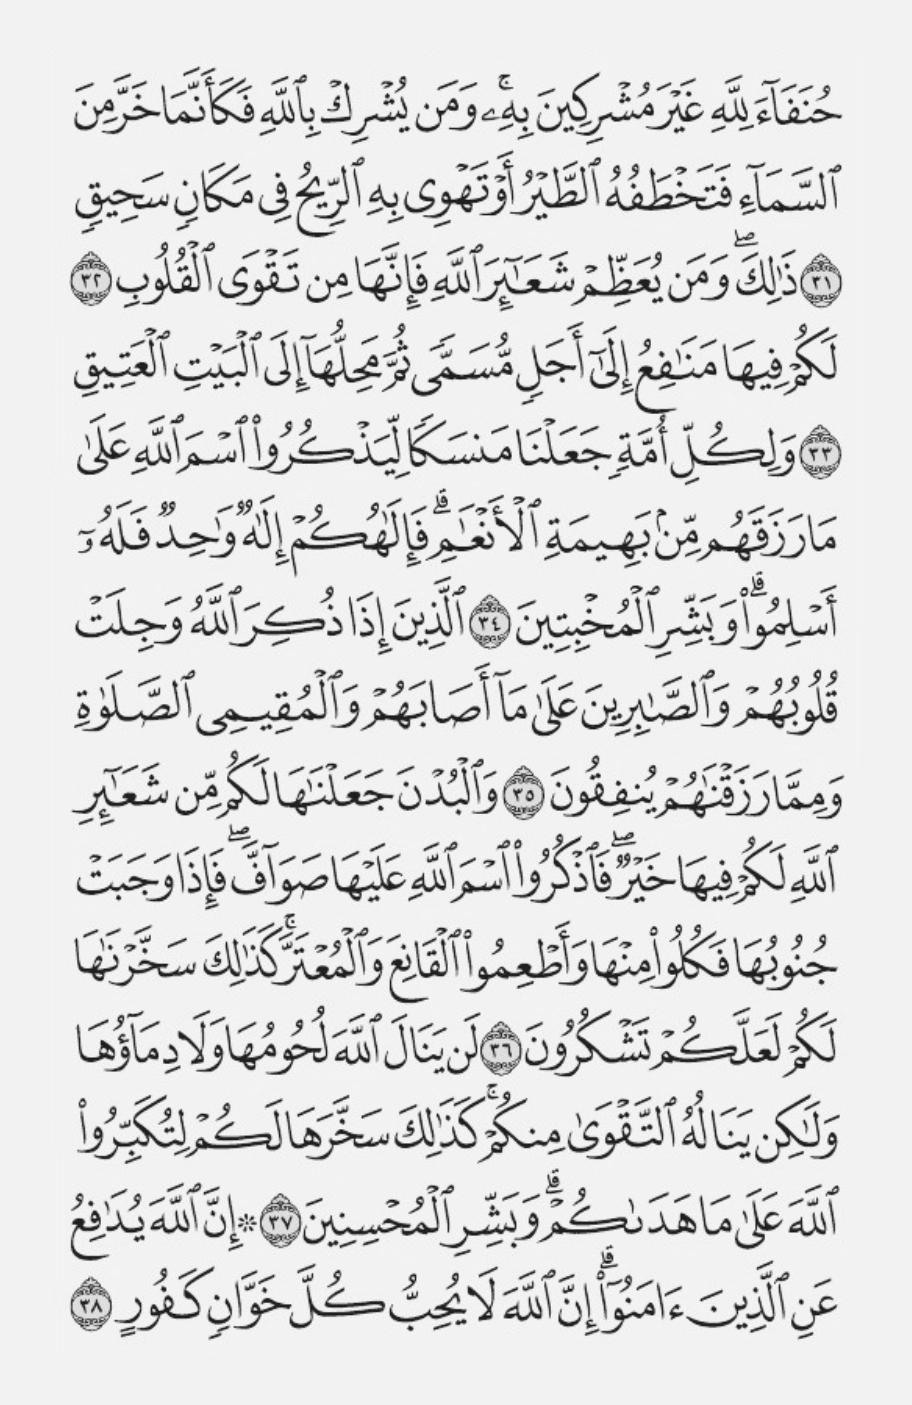 حُنَفَآءَ لِلَّهِ غَيْرَ مُشْرِكِينَ بِهِۦۚ وَمَن يُشْرِكْ بِٱللَّهِ فَكَأَنَّمَا خَرَّ مِنَ
ٱلسَّمَآءِ فَتَخْطَفُهُ ٱلطَّيْرُ أَوْ تَهْوِى بِهِ ٱلرِّيحُ فِى مَكَانٍ سَحِيقٍ
٣١ ذَٰلِكَۖ وَمَن يُعَظِّمْ شَعَـٰٓئِرَ ٱللَّهِ فَإِنَّهَا مِن تَقْوَى ٱلْقُلُوبِ ٣٢
لَكُمْ فِيهَا مَنَـٰفِعُ إِلَىٰٓ أَجَلٍ مُّسَمًّى ثُمَّ مَحِلُّهَآ إِلَى ٱلْبَيْتِ ٱلْعَتِيقِ
٣٣ وَلِكُلِّ أُمَّةٍ جَعَلْنَا مَنسَكًا لِّيَذْكُرُوا۟ ٱسْمَ ٱللَّهِ عَلَىٰ
مَا رَزَقَهُم مِّنۢ بَهِيمَةِ ٱلْأَنْعَـٰمِۗ فَإِلَـٰهُكُمْ إِلَـٰهٌ وَٰحِدٌ فَلَهُۥٓ
أَسْلِمُوا۟ۗ وَبَشِّرِ ٱلْمُخْبِتِينَ ٣٤ ٱلَّذِينَ إِذَا ذُكِرَ ٱللَّهُ وَجِلَتْ
قُلُوبُهُمْ وَٱلصَّـٰبِرِينَ عَلَىٰ مَآ أَصَابَهُمْ وَٱلْمُقِيمِى ٱلصَّلَوٰةِ
وَمِمَّا رَزَقْنَـٰهُمْ يُنفِقُونَ ٣٥ وَٱلْبُدْنَ جَعَلْنَـٰهَا لَكُم مِّن شَعَـٰٓئِرِ
ٱللَّهِ لَكُمْ فِيهَا خَيْرٌۖ فَٱذْكُرُوا۟ ٱسْمَ ٱللَّهِ عَلَيْهَا صَوَآفَّۖ فَإِذَا وَجَبَتْ
جُنُوبُهَا فَكُلُوا۟ مِنْهَا وَأَطْعِمُوا۟ ٱلْقَانِعَ وَٱلْمُعْتَرَّۚ كَذَٰلِكَ سَخَّرْنَـٰهَا
لَكُمْ لَعَلَّكُمْ تَشْكُرُونَ ٣٦ لَن يَنَالَ ٱللَّهَ لُحُومُهَا وَلَا دِمَآؤُهَا
وَلَـٰكِن يَنَالُهُ ٱلتَّقْوَىٰ مِنكُمْۚ كَذَٰلِكَ سَخَّرَهَا لَكُمْ لِتُكَبِّرُوا۟
ٱللَّهَ عَلَىٰ مَا هَدَىٰكُمْۗ وَبَشِّرِ ٱلْمُحْسِنِينَ ٣٧ * إِنَّ ٱللَّهَ يُدَٰفِعُ
عَنِ ٱلَّذِينَ ءَامَنُوٓا۟ۗ إِنَّ ٱللَّهَ لَا يُحِبُّ كُلَّ خَوَّانٍ كَفُورٍ ٣٨